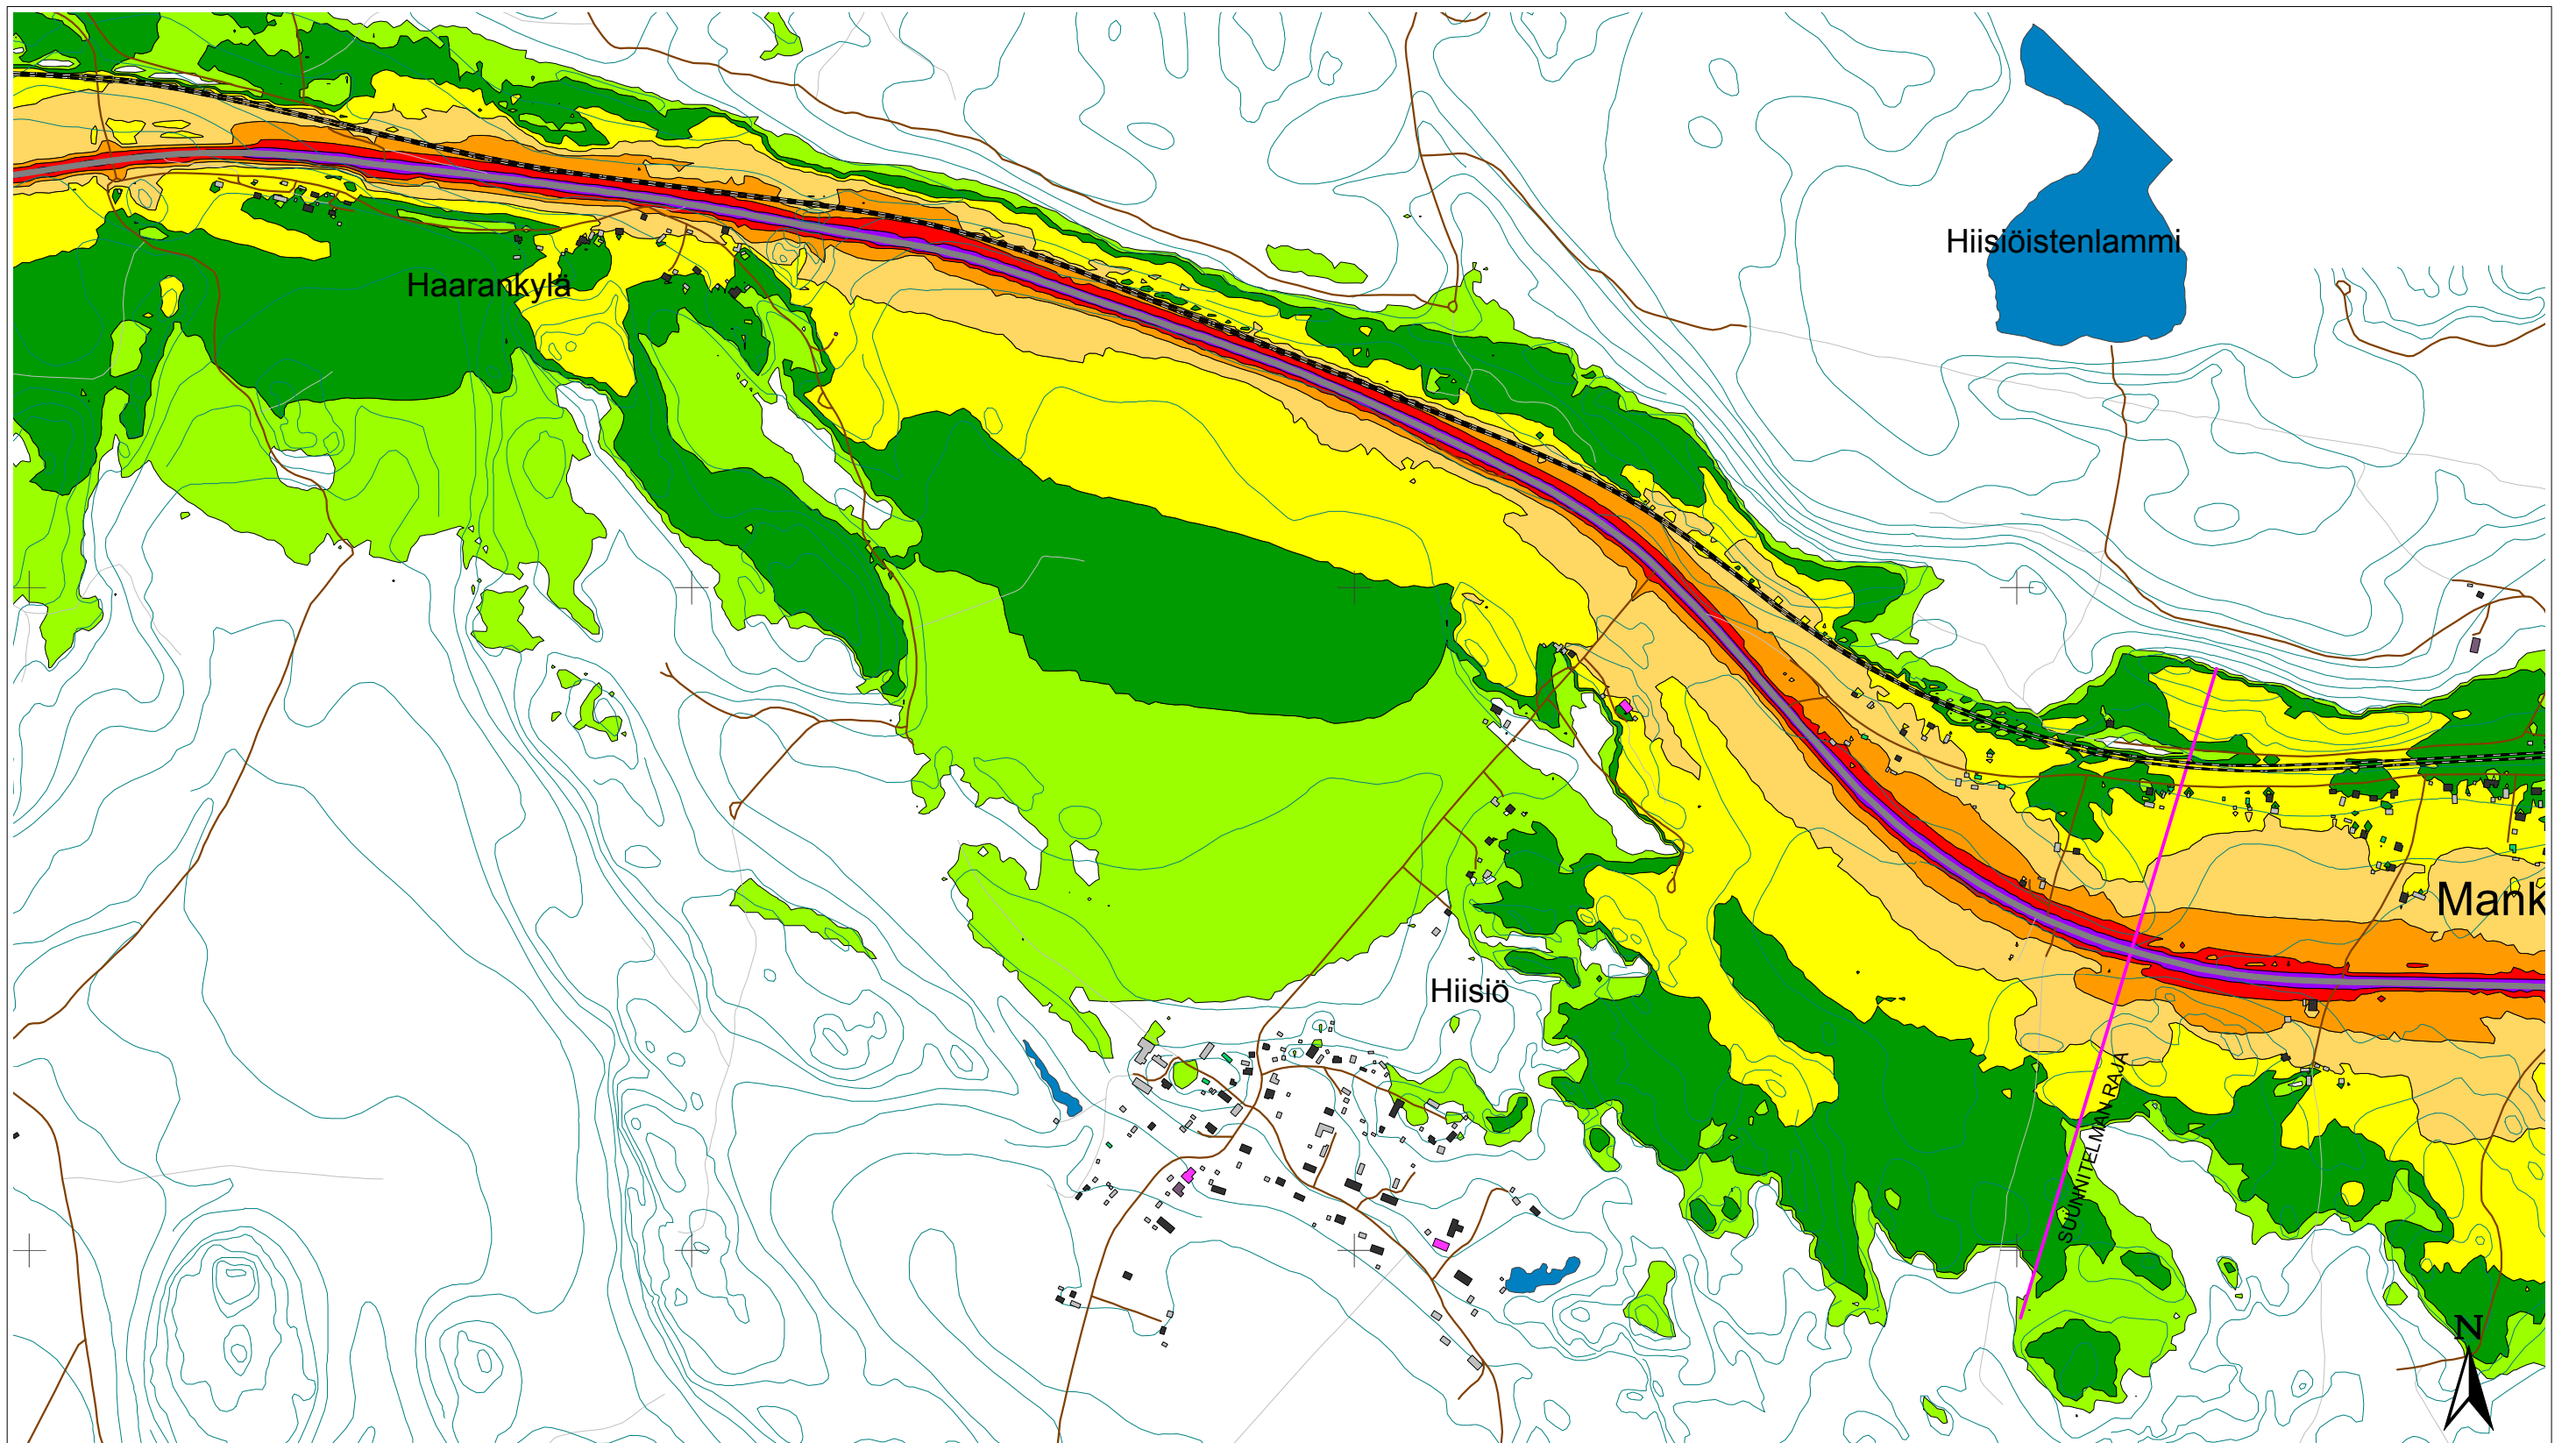 Hiisiöistenlammi
Haarankylä
Mank
Hiisiö
SUUNNITELMAN RAJA
N